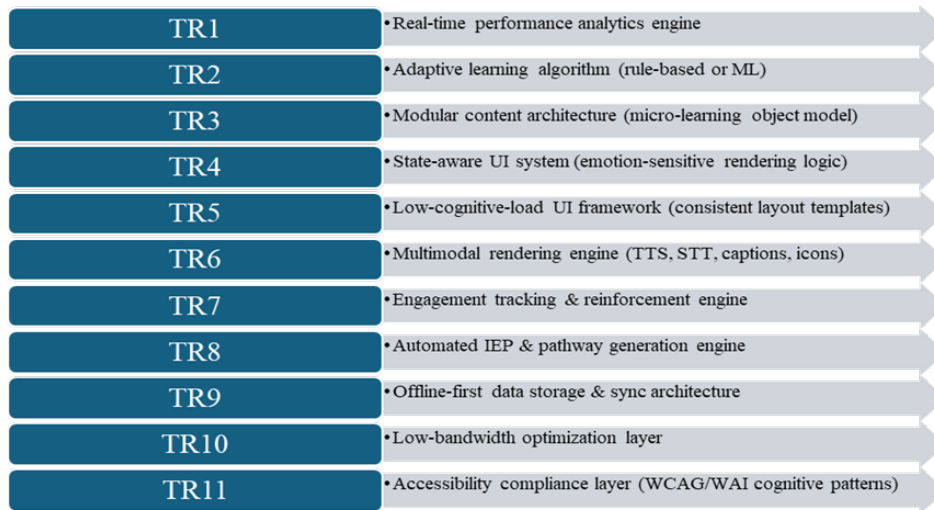 TR1
•Real-time performance analytics engine
TR2
•Adaptive learning algorithm (rule-based or ML)
TR3
•Modular content architecture (micro-learning object model)
TR4
•State-aware UI system (emotion-sensitive rendering logic)
TR5
•Low-cognitive-load UI framework (consistent layout templates)
TR6
•Multimodal rendering engine (TTS, STT, captions, icons)
TR7
•Engagement tracking & reinforcement engine
TR8
•Automated IEP & pathway generation engine
TR9
•Offline-first data storage & sync architecture
TR10
•Low-bandwidth optimization layer
TR11
•Accessibility compliance layer (WCAG/WAI cognitive patterns)